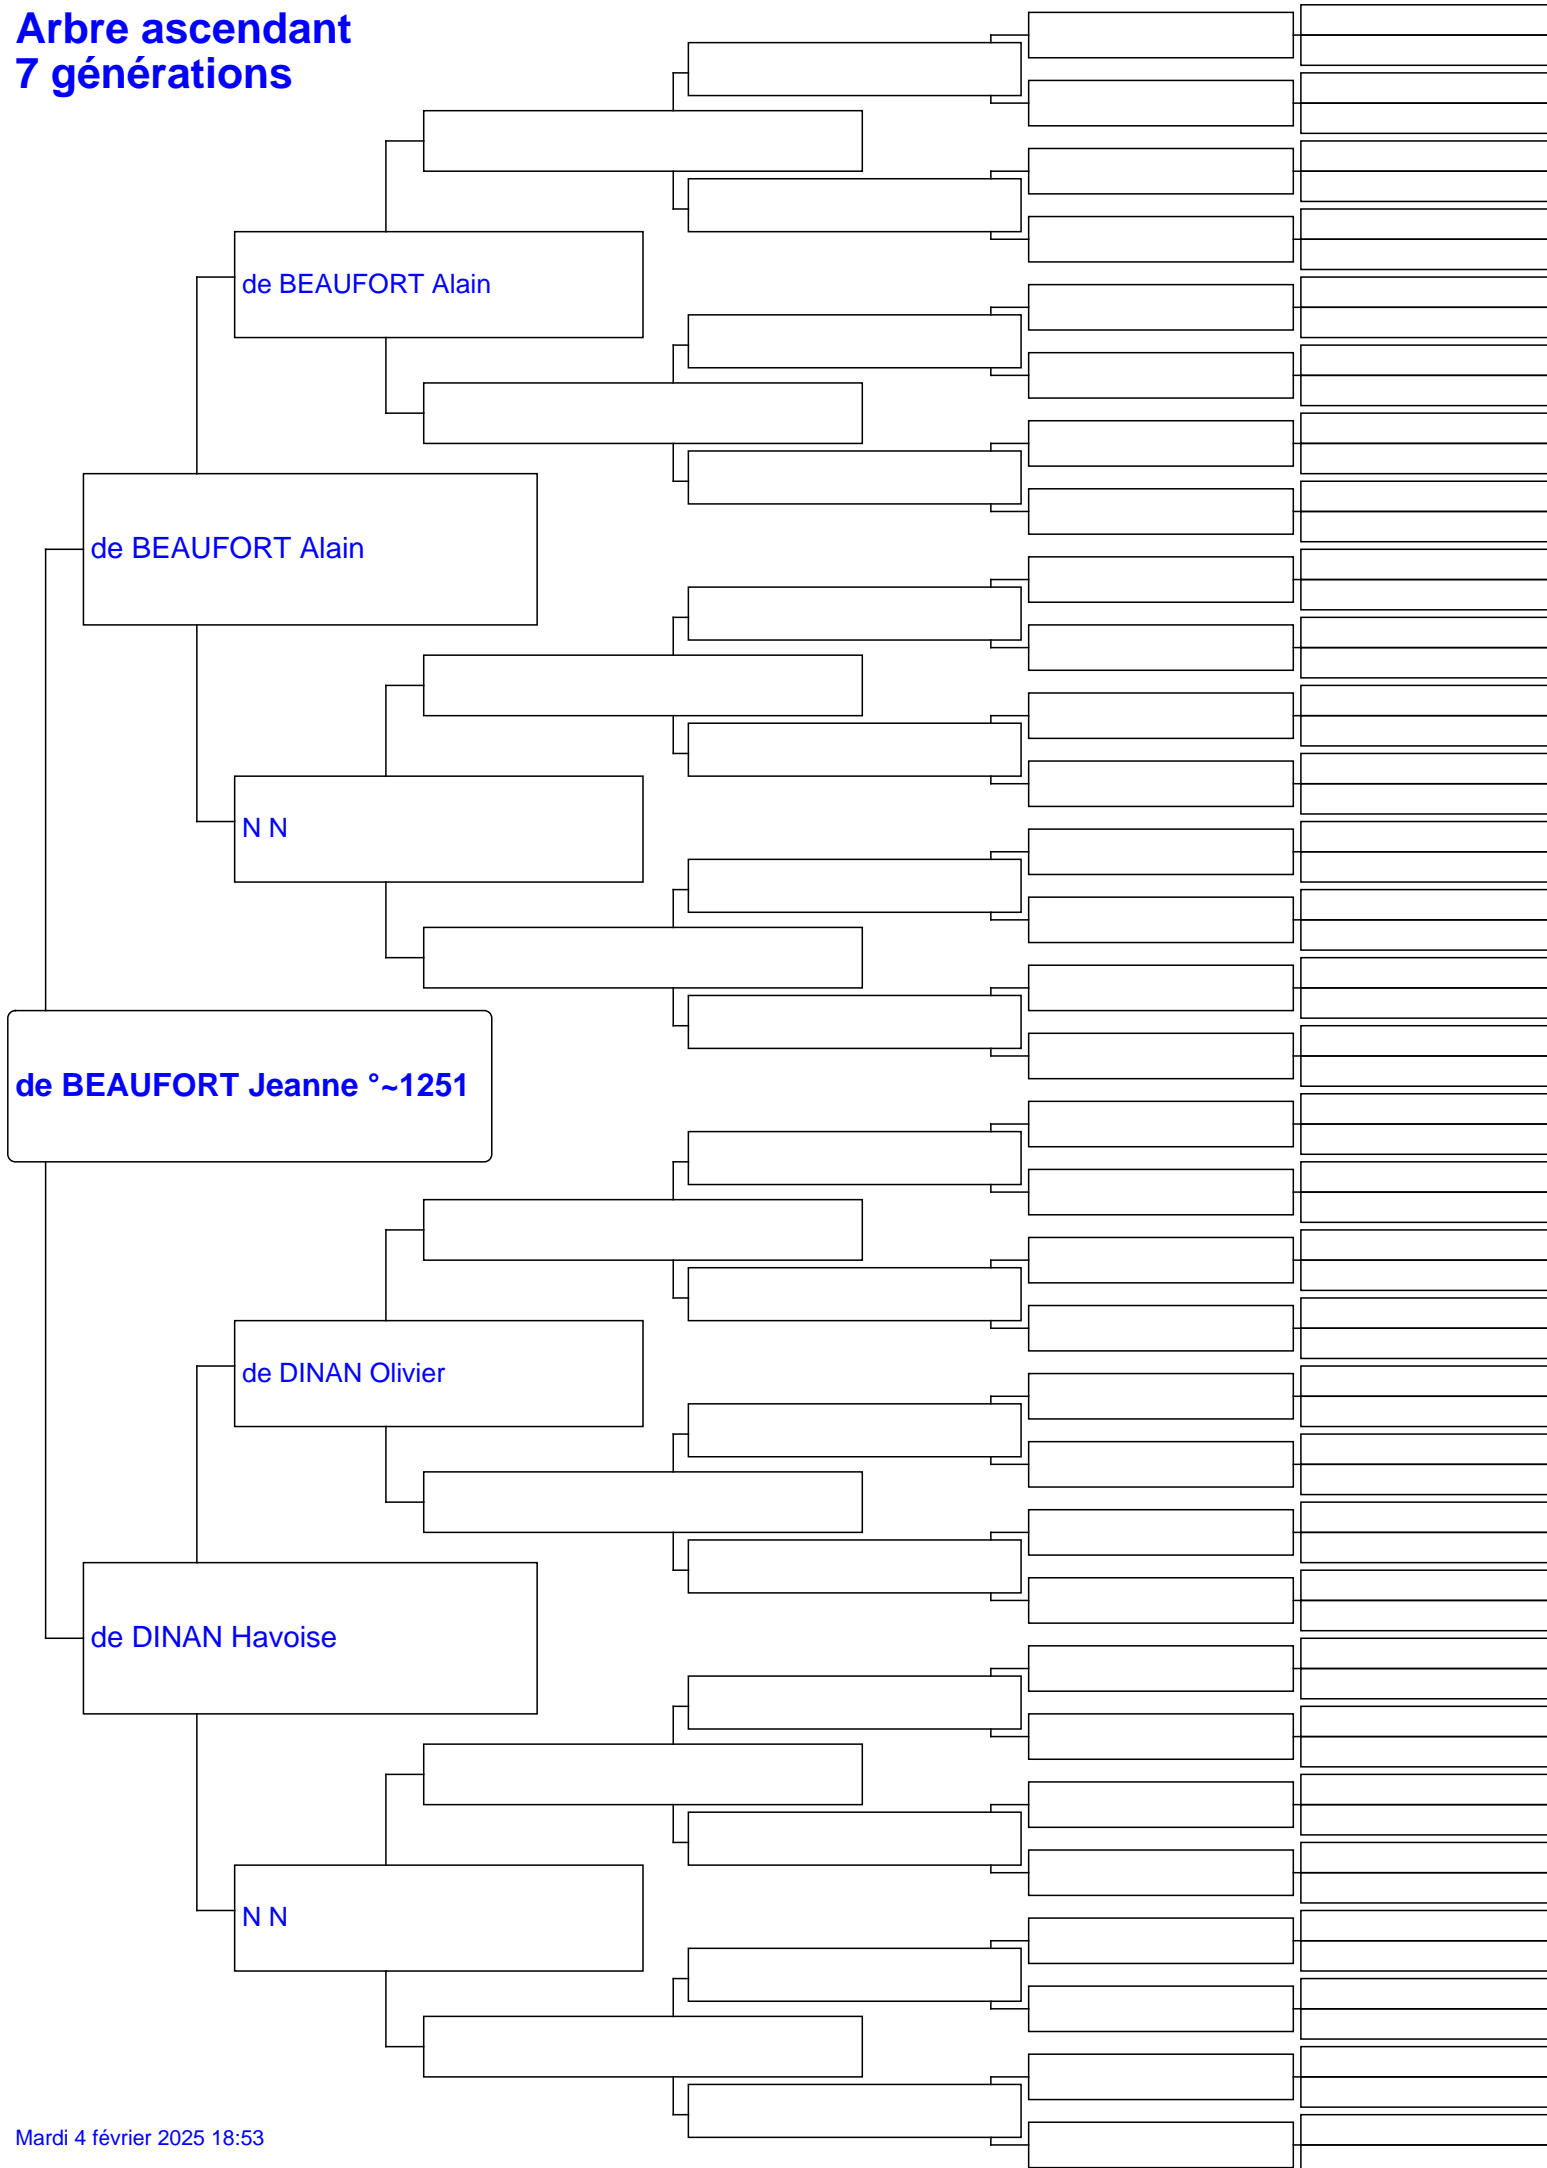 Arbre ascendant
7 générations
de BEAUFORT Alain
de BEAUFORT Alain
N N
de BEAUFORT Jeanne °~1251
de DINAN Olivier
de DINAN Havoise
N N
Mardi 4 février 2025 18:53